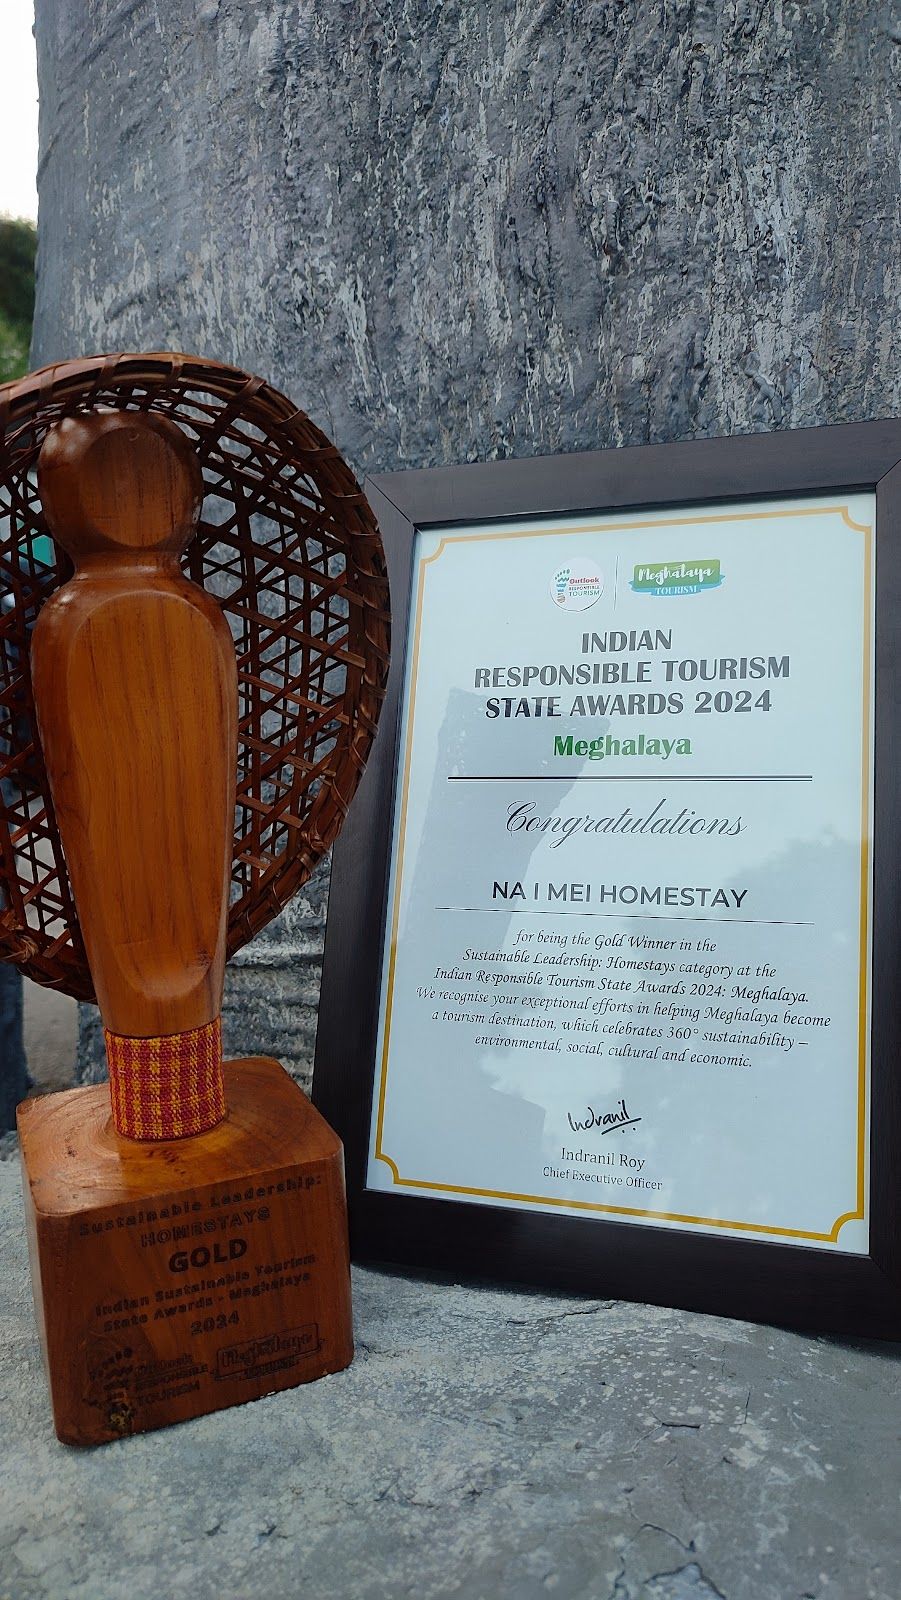 Outlook
RESPONSIBLE
TOURISM
Meghalaya
TOURISM
INDIAN
RESPONSIBLE TOURISM
STATE AWARDS 2024
Meghalaya
Congratulations
NA I MEI HOMESTAY
for being the Gold Winner in the
Sustainable Leadership: Homestays category at the
Indian Responsible Tourism State Awards 2024: Meghalaya.
We recognise your exceptional efforts in helping Meghalaya become
a tourism destination, which celebrates 360° sustainability –
environmental, social, cultural and economic.
Indranil
Indranil Roy
Chief Executive Officer
Sustainable Leadership:
HOMESTAYS
GOLD
Indian Sustainable Tourism
State Awards - Meghalaya
2024
Outlook
RESPONSIBLE
TOURISM
Meghalaya